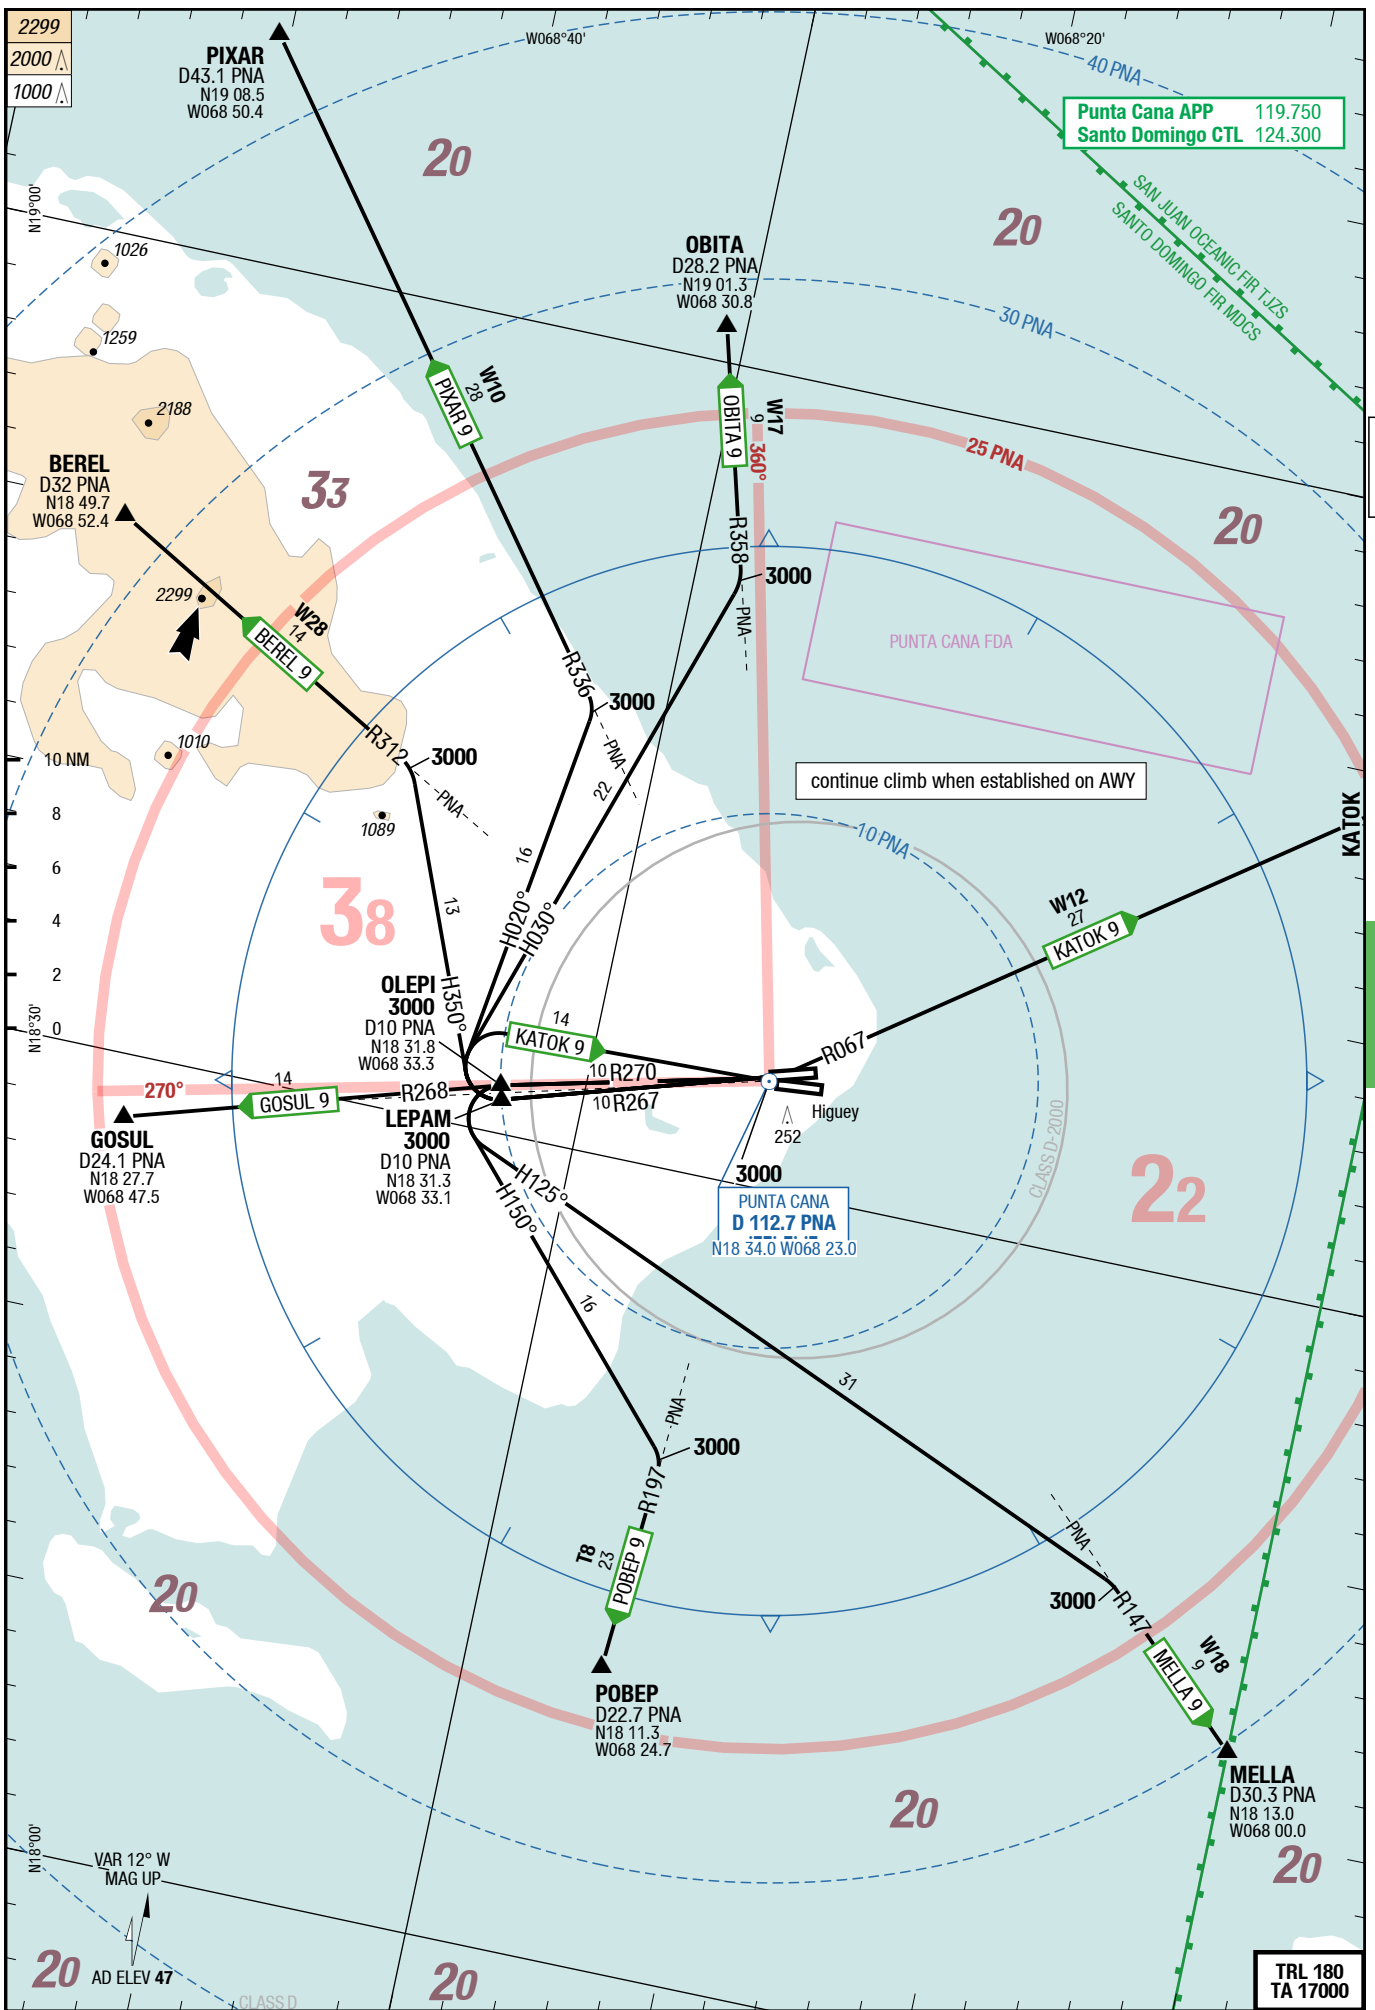 2299
2000
1000
PIXAR
D43.1 PNA
N19 08.5
W068 50.4
W068°40'
W068°20'
40 PNA
Punta Cana APP 119.750
Santo Domingo CTL 124.300
20
20
SAN JUAN OCEANIC FIR TJZS
SANTO DOMINGO FIR MDCS
N19°00'
1026
1259
OBITA
D28.2 PNA
N19 01.3
W068 30.8
30 PNA
W10
28
PIXAR 9
W17
9
OBITA 9
360°
25 PNA
2188
BEREL
D32 PNA
N18 49.7
W068 52.4
33
20
R358
3000
PNA
2299
W28
14
BEREL 9
PUNTA CANA FDA
R336
3000
PNA
R312
3000
PNA
1010
10 NM
8
6
4
2
0
1089
22
16
13
continue climb when established on AWY
KATOK
10 PNA
38
H020°
H030°
H350°
W12
27
KATOK 9
OLEPI
3000
D10 PNA
N18 31.8
W068 33.3
N18°30'
14
KATOK 9
R067
10 R270
10 R267
270°
14
GOSUL 9
R268
GOSUL
D24.1 PNA
N18 27.7
W068 47.5
LEPAM
3000
D10 PNA
N18 31.3
W068 33.1
Higuey
252
3000
PUNTA CANA
D 112.7 PNA
N18 34.0 W068 23.0
CLASS D-2000
22
H125°
H150°
16
31
PNA
3000
R197
T8
23
POBEP 9
PNA
3000
R147
W18
9
MELLA 9
20
POBEP
D22.7 PNA
N18 11.3
W068 24.7
MELLA
D30.3 PNA
N18 13.0
W068 00.0
20
20
N18°00'
VAR 12° W
MAG UP
AD ELEV 47
20
20
CLASS D
TRL 180
TA 17000